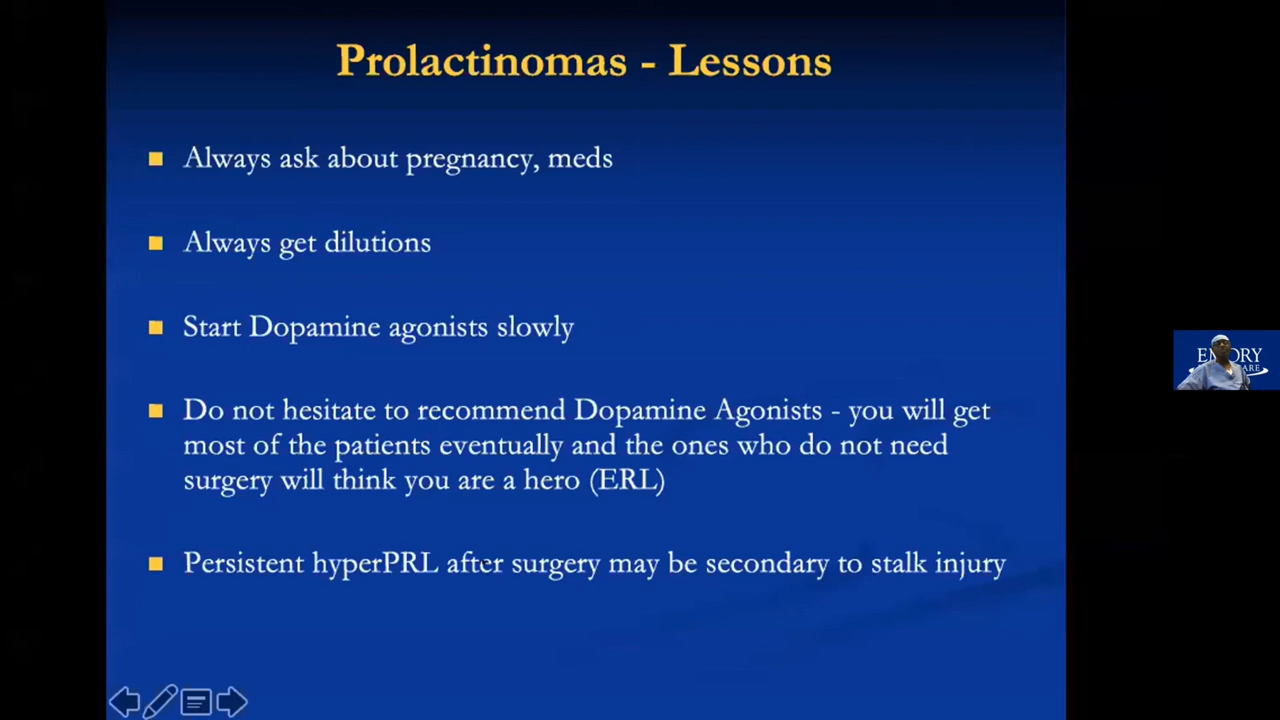 Prolactinomas - Lessons
Always ask about pregnancy, meds
Always get dilutions
Start Dopamine agonists slowly
Do not hesitate to recommend Dopamine Agonists - you will get
most of the patients eventually and the ones who do not need
surgery will think you are a hero (ERL)
Persistent hyperPRL after surgery may be secondary to stalk injury